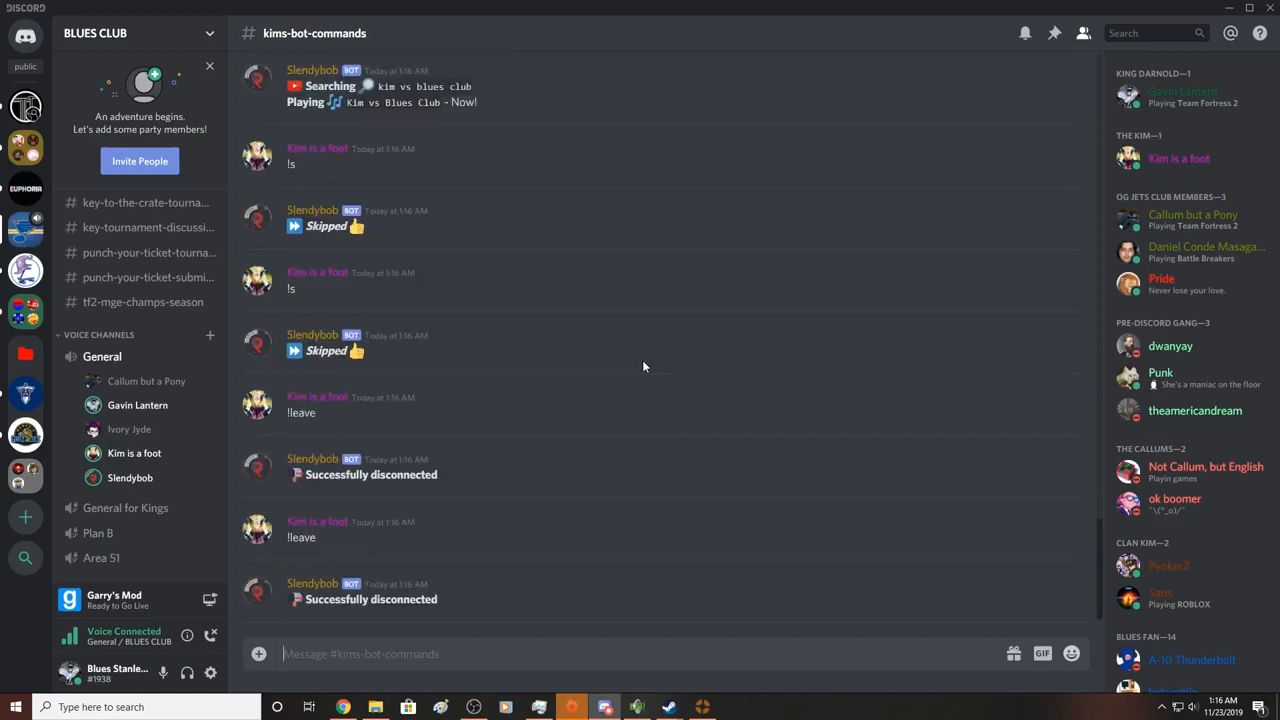 DISCORD
public
EUPHORIA
BLUES CLUB
An adventure begins.
Let's add some party members!
Invite People
# key-to-the-crate-tourna...
# key-tournament-discussi...
# punch-your-ticket-tourna...
# punch-your-ticket-submi...
# tf2-mge-champs-season
VOICE CHANNELS
General
Callum but a Pony
Gavin Lantern
Ivory Jyde
Kim is a foot
Slendybob
General for Kings
Plan B
Area 51
Garry's Mod
Ready to Go Live
Voice Connected
General / BLUES CLUB
Blues Stanle...
#1938
# kims-bot-commands
Search
Slendybob BOT Today at 1:16 AM
Searching kim vs blues club
Playing Kim vs Blues Club - Now!
Kim is a foot Today at 1:16 AM
!s
Slendybob BOT Today at 1:16 AM
Skipped
Kim is a foot Today at 1:16 AM
!s
Slendybob BOT Today at 1:16 AM
Skipped
Kim is a foot Today at 1:16 AM
!leave
Slendybob BOT Today at 1:16 AM
Successfully disconnected
Kim is a foot Today at 1:16 AM
!leave
Slendybob BOT Today at 1:16 AM
Successfully disconnected
Message #kims-bot-commands
GIF
KING DARNOLD—1
Gavin Lantern
Playing Team Fortress 2
THE KIM—1
Kim is a foot
OG JETS CLUB MEMBERS—3
Callum but a Pony
Playing Team Fortress 2
Daniel Conde Masaga...
Playing Battle Breakers
Pride
Never lose your love.
PRE-DISCORD GANG—3
dwanyay
Punk
She's a maniac on the floor
theamericandream
THE CALLUMS—2
Not Callum, but English
Playin games
ok boomer
¯\(°_o)/¯
CLAN KIM—2
PyokerZ
Sans
Playing ROBLOX
BLUES FAN—14
A-10 Thunderbolt
Type here to search
1:16 AM
11/23/2019